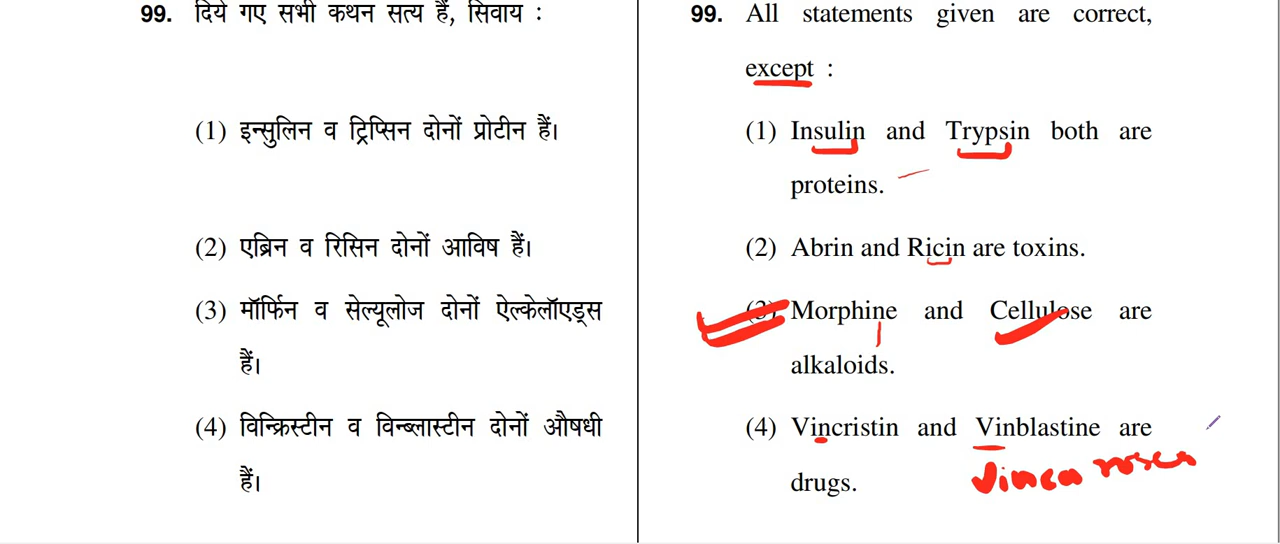 99. दिये गए सभी कथन सत्य हैं, सिवाय :
(1) इन्सुलिन व ट्रिप्सिन दोनों प्रोटीन हैं।
(2) एब्रिन व रिसिन दोनों आविष हैं।
(3) मॉर्फिन व सेल्यूलोज दोनों ऐल्केलॉएड्स
हैं।
(4) विन्क्रिस्टीन व विन्ब्लास्टीन दोनों औषधी
हैं।
99. All statements given are correct,
except :
(1) Insulin and Trypsin both are
proteins.
(2) Abrin and Ricin are toxins.
(3) Morphine and Cellulose are
alkaloids.
(4) Vincristin and Vinblastine are
drugs.
Vinca rosea